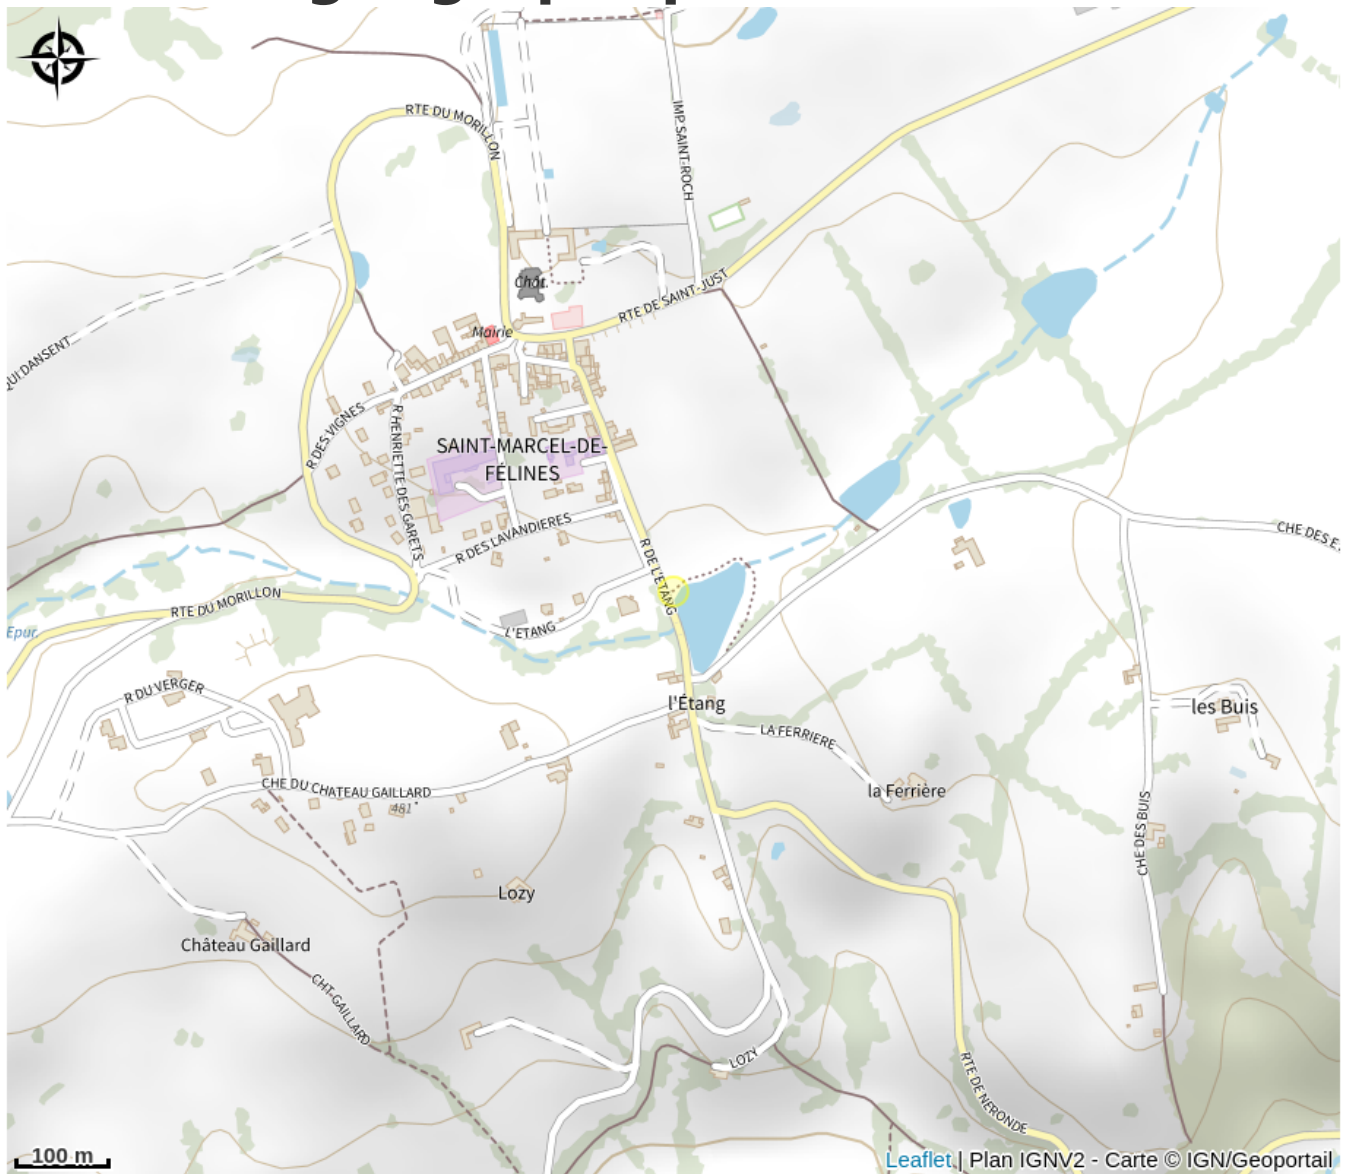 RTE DU MORILLON
IMP. SAINT-ROCH
Chât.
RTE DE SAINT-JUST
Mairie
QUI DANSENT
R DES VIGNES
R HENRIETTE DES GARETS
SAINT-MARCEL-DE-
FÉLINES
R DES LAVANDIERES
R DE L'ETANG
CHE DES E.
RTE DU MORILLON
Epur.
L'ETANG
R DU VERGER
l'Étang
les Buis
LA FERRIERE
CHE DU CHATEAU GAILLARD
481
la Ferrière
CHE DES BUIS
Lozy
Château Gaillard
CHT-GAILLARD
LOZY
RTE DE NERONDE
100 m
Leaflet | Plan IGNV2 - Carte © IGN/Geoportail